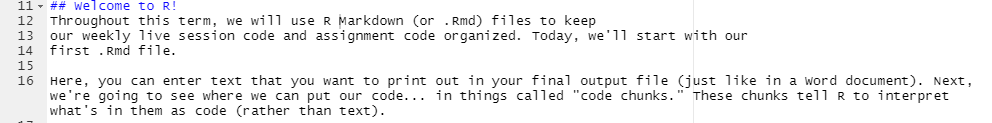 11 ## Welcome to R!
12 Throughout this term, we will use R Markdown (or .Rmd) files to keep
13 our weekly live session code and assignment code organized. Today, we'll start with our
14 first .Rmd file.
15
16 Here, you can enter text that you want to print out in your final output file (just like in a Word document). Next,
we're going to see where we can put our code... in things called "code chunks." These chunks tell R to interpret
what's in them as code (rather than text).